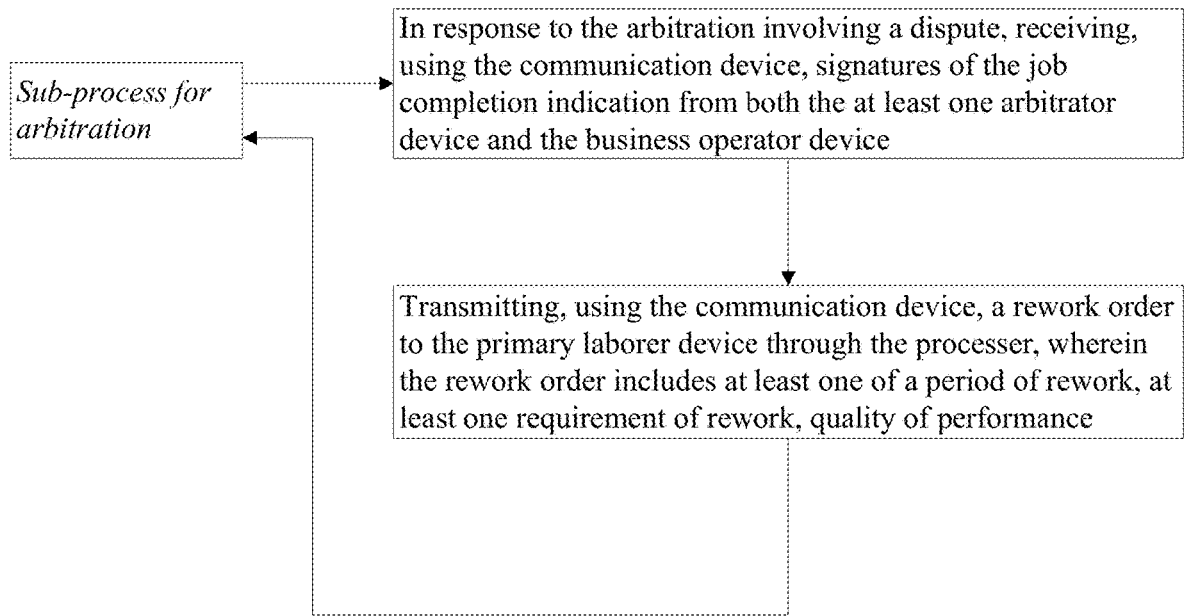 In response to the arbitration involving a dispute, receiving,
using the communication device, signatures of the job
completion indication from both the at least one arbitrator
device and the business operator device
Sub-process for
arbitration
Transmitting, using the communication device, a rework order
to the primary laborer device through the processer, wherein
the rework order includes at least one of a period of rework, at
least one requirement of rework, quality of performance